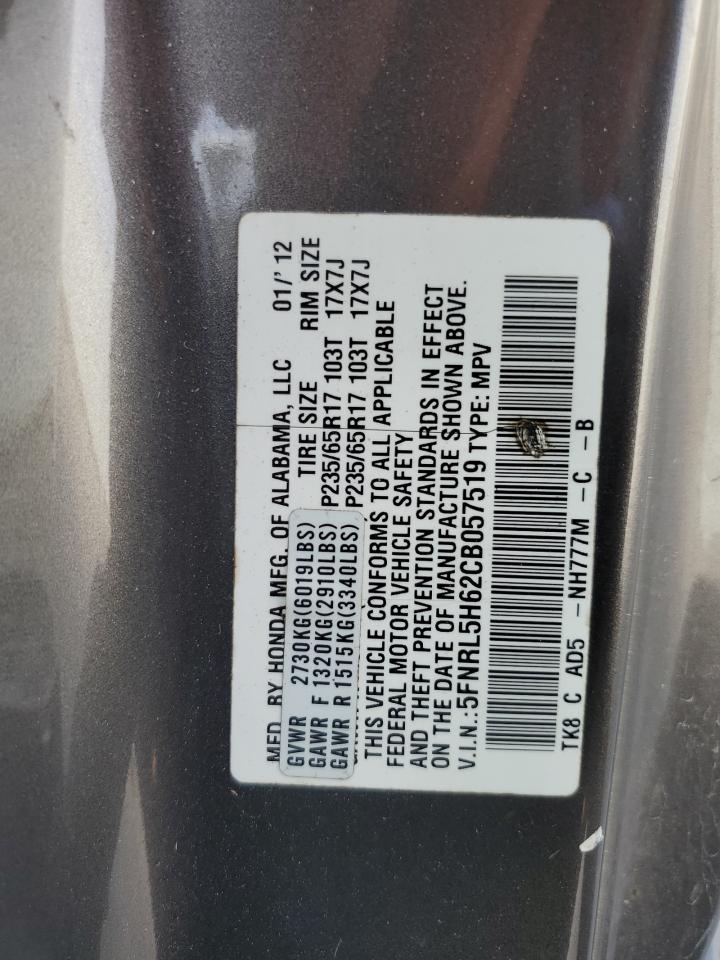 MFD. BY HONDA MFG. OF ALABAMA, LLC 01/'12
GVWR 2730KG(6019LBS) TIRE SIZE RIM SIZE
GAWR F 1320KG(2910LBS) P235/65R17 103T 17X7J
GAWR R 1515KG(3340LBS) P235/65R17 103T 17X7J
THIS VEHICLE CONFORMS TO ALL APPLICABLE
FEDERAL MOTOR VEHICLE SAFETY
AND THEFT PREVENTION STANDARDS IN EFFECT
ON THE DATE OF MANUFACTURE SHOWN ABOVE.
V.I.N.:5FNRL5H62CB057519 TYPE: MPV
TK8 C AD5 -NH777M -C -B